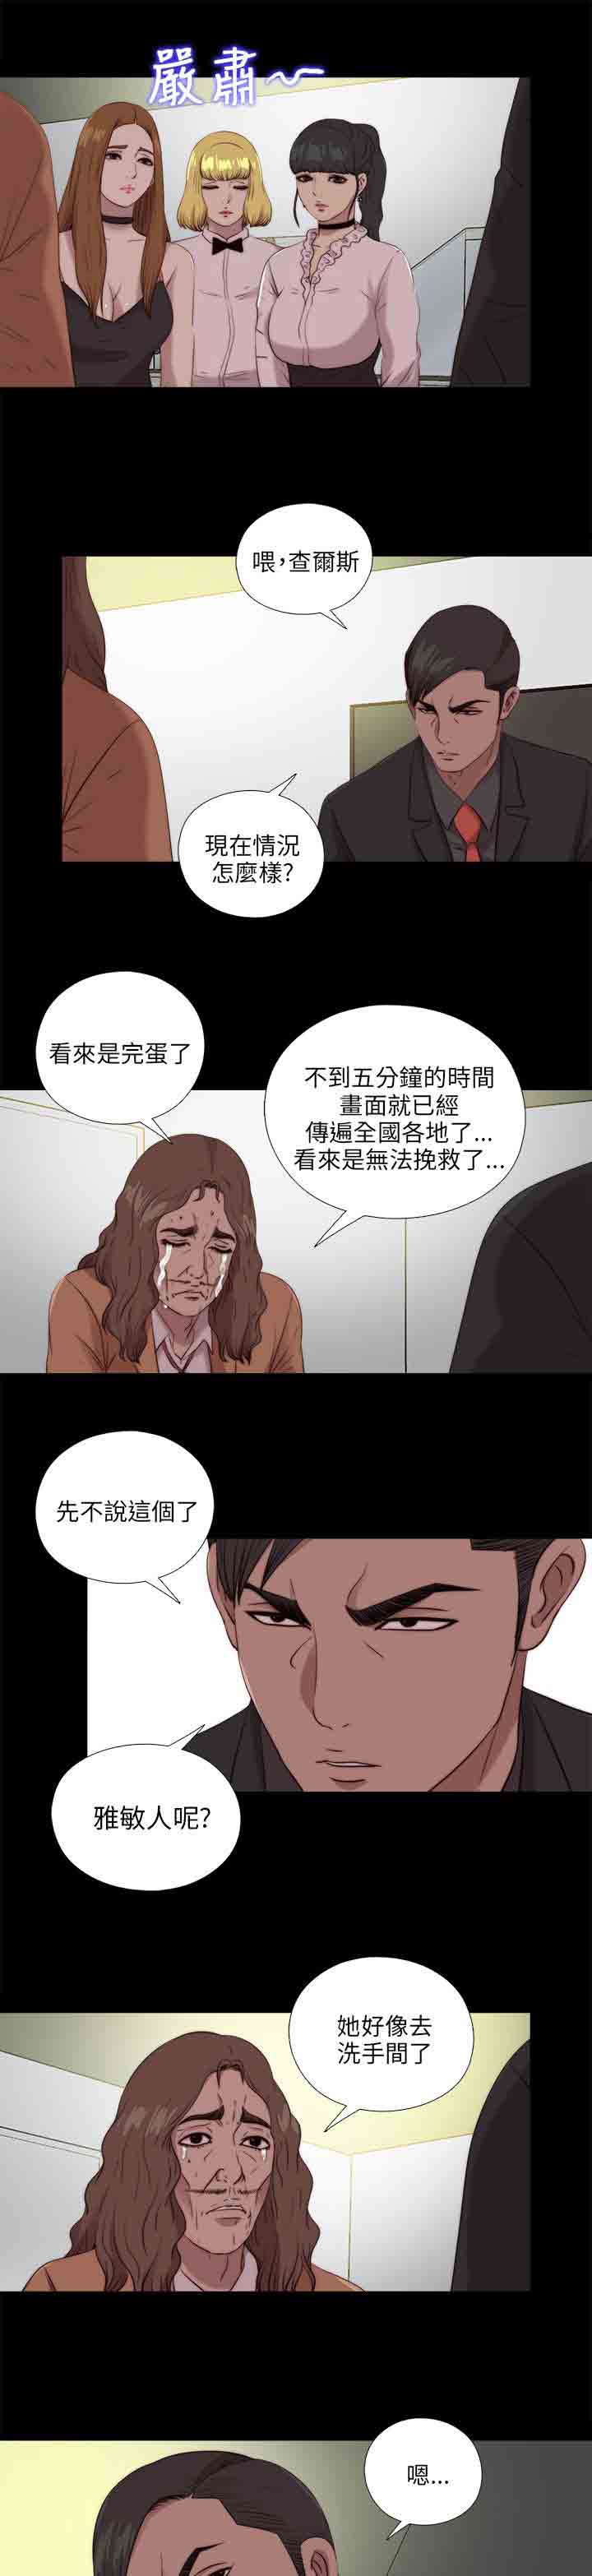 嚴肅~
喂,查爾斯
現在情況
怎麼樣?
看來是完蛋了
不到五分鐘的時間
畫面就已經
傳遍全國各地了...
看來是無法挽救了...
先不說這個了
雅敏人呢?
她好像去
洗手間了
嗯...